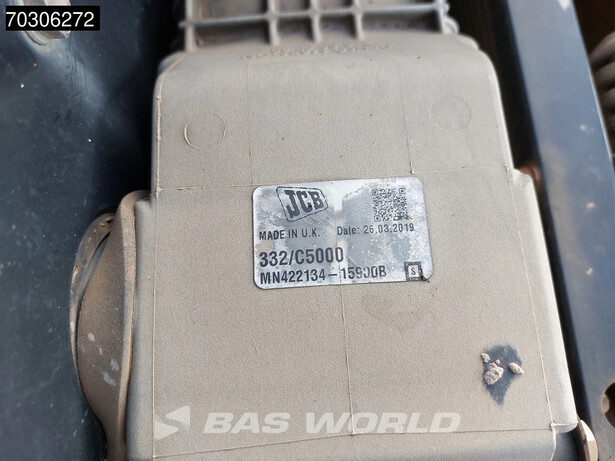 70306272
JCB
MADE IN U.K. Date: 26.03.2019
332/C5000
MN422134-15900B S
BAS WORLD